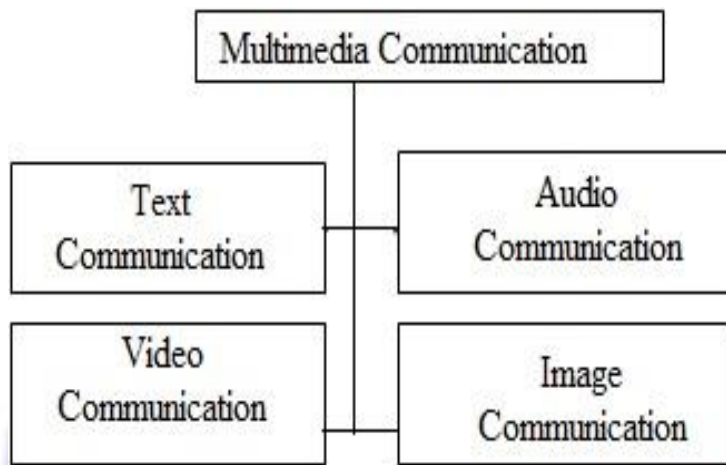 Multimedia Communication
Text
Communication
Audio
Communication
Video
Communication
Image
Communication